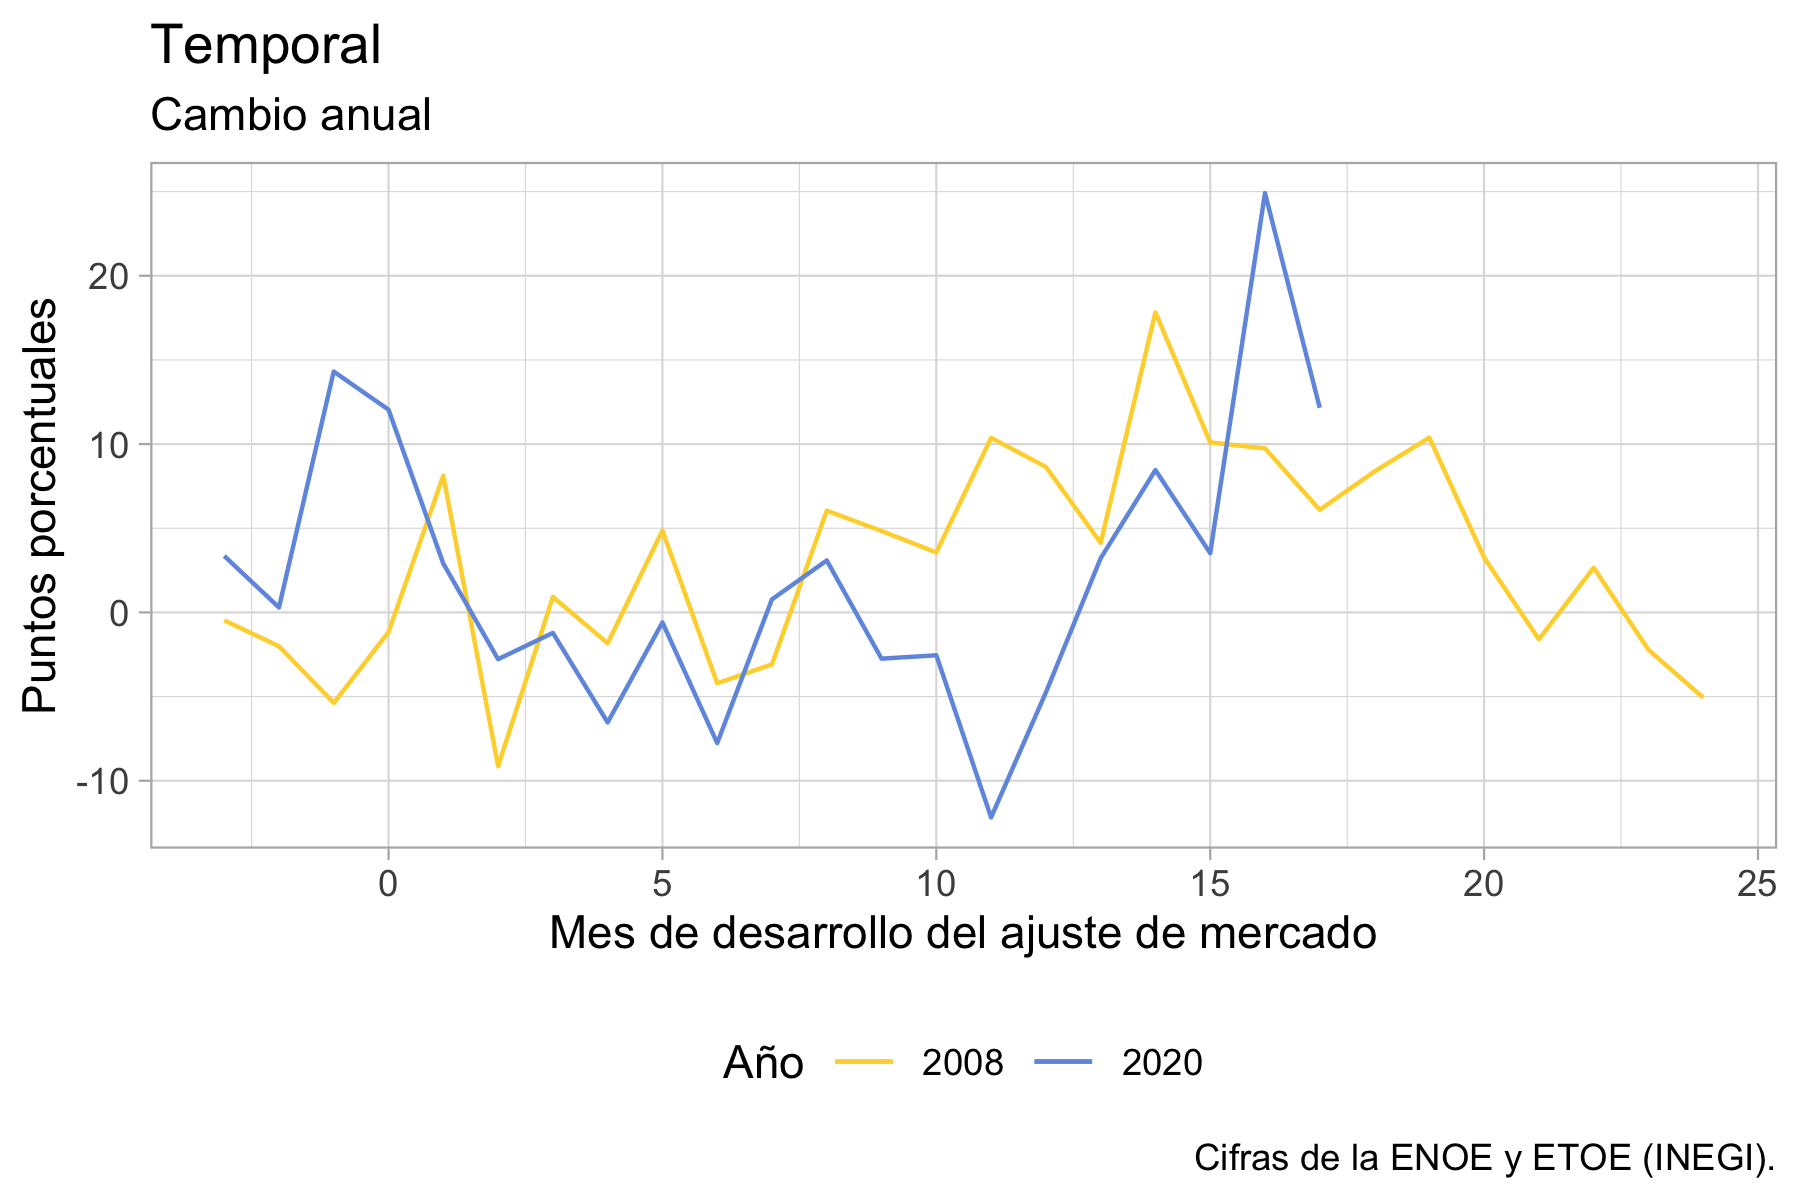 Temporal
Cambio anual
Puntos porcentuales
20
10
0
-10
0 5 10 15 20 25
Mes de desarrollo del ajuste de mercado
Año 2008 2020
Cifras de la ENOE y ETOE (INEGI).